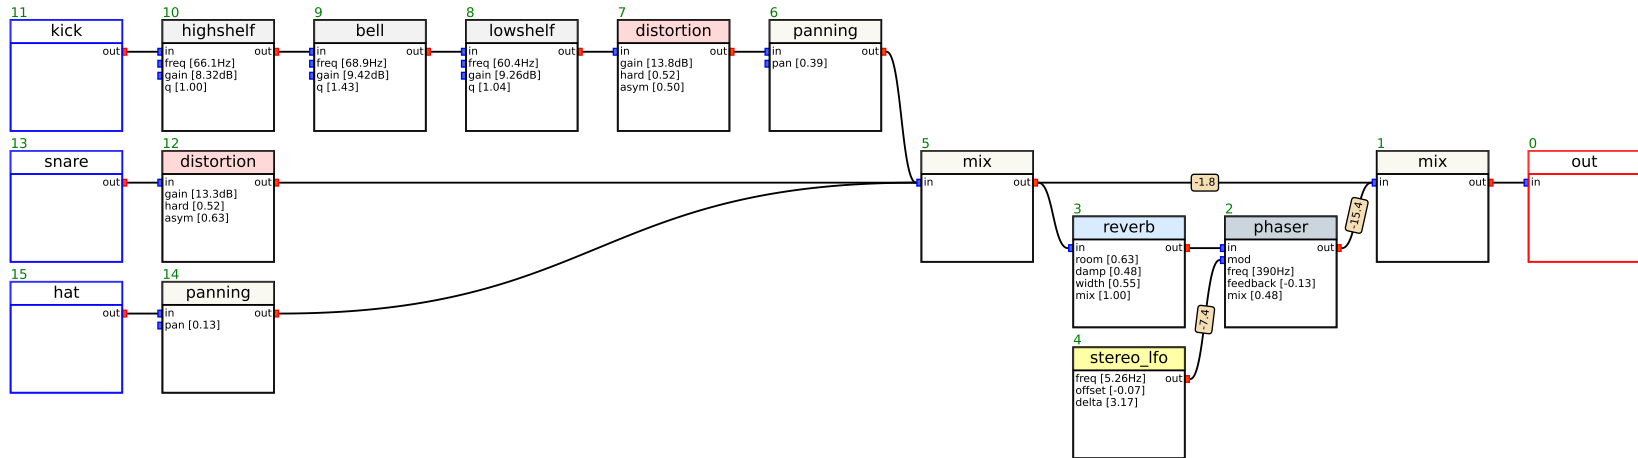 11
kick
out
10
highshelf
in out
freq [66.1Hz]
gain [8.32dB]
q [1.00]
9
bell
in out
freq [68.9Hz]
gain [9.42dB]
q [1.43]
8
lowshelf
in out
freq [60.4Hz]
gain [9.26dB]
q [1.04]
7
distortion
in out
gain [13.8dB]
hard [0.52]
asym [0.50]
6
panning
in out
pan [0.39]
13
snare
out
12
distortion
in out
gain [13.3dB]
hard [0.52]
asym [0.63]
5
mix
in out
-1.8
1
mix
in out
0
out
in
3
reverb
in out
room [0.63]
damp [0.48]
width [0.55]
mix [1.00]
2
phaser
in out
mod
freq [390Hz]
feedback [-0.13]
mix [0.48]
-15.4
15
hat
out
14
panning
in out
pan [0.13]
-7.4
4
stereo_lfo
freq [5.26Hz] out
offset [-0.07]
delta [3.17]